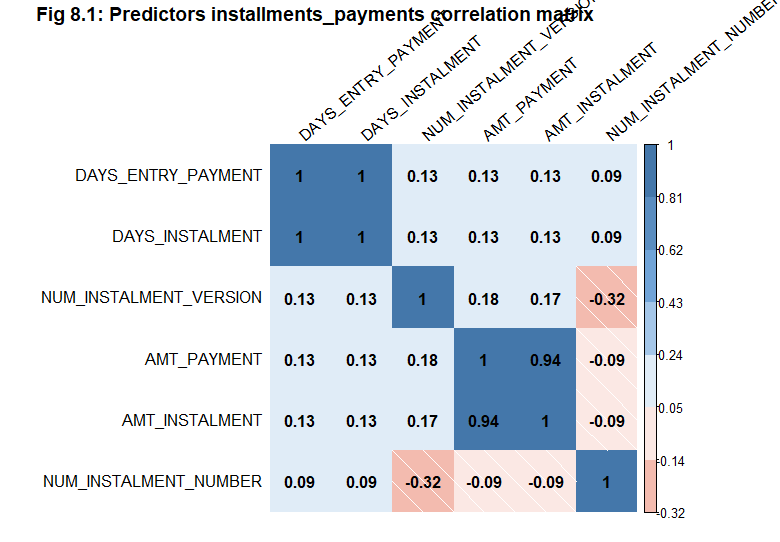 Fig 8.1: Predictors installments_payments correlation matrix
DAYS_ENTRY_PAYMENT
DAYS_INSTALMENT
NUM_INSTALMENT_VERSION
AMT_PAYMENT
AMT_INSTALMENT
NUM_INSTALMENT_NUMBER
DAYS_ENTRY_PAYMENT 1 1 0.13 0.13 0.13 0.09
DAYS_INSTALMENT 1 1 0.13 0.13 0.13 0.09
NUM_INSTALMENT_VERSION 0.13 0.13 1 0.18 0.17 -0.32
AMT_PAYMENT 0.13 0.13 0.18 1 0.94 -0.09
AMT_INSTALMENT 0.13 0.13 0.17 0.94 1 -0.09
NUM_INSTALMENT_NUMBER 0.09 0.09 -0.32 -0.09 -0.09 1
1
0.81
0.62
0.43
0.24
0.05
-0.14
-0.32